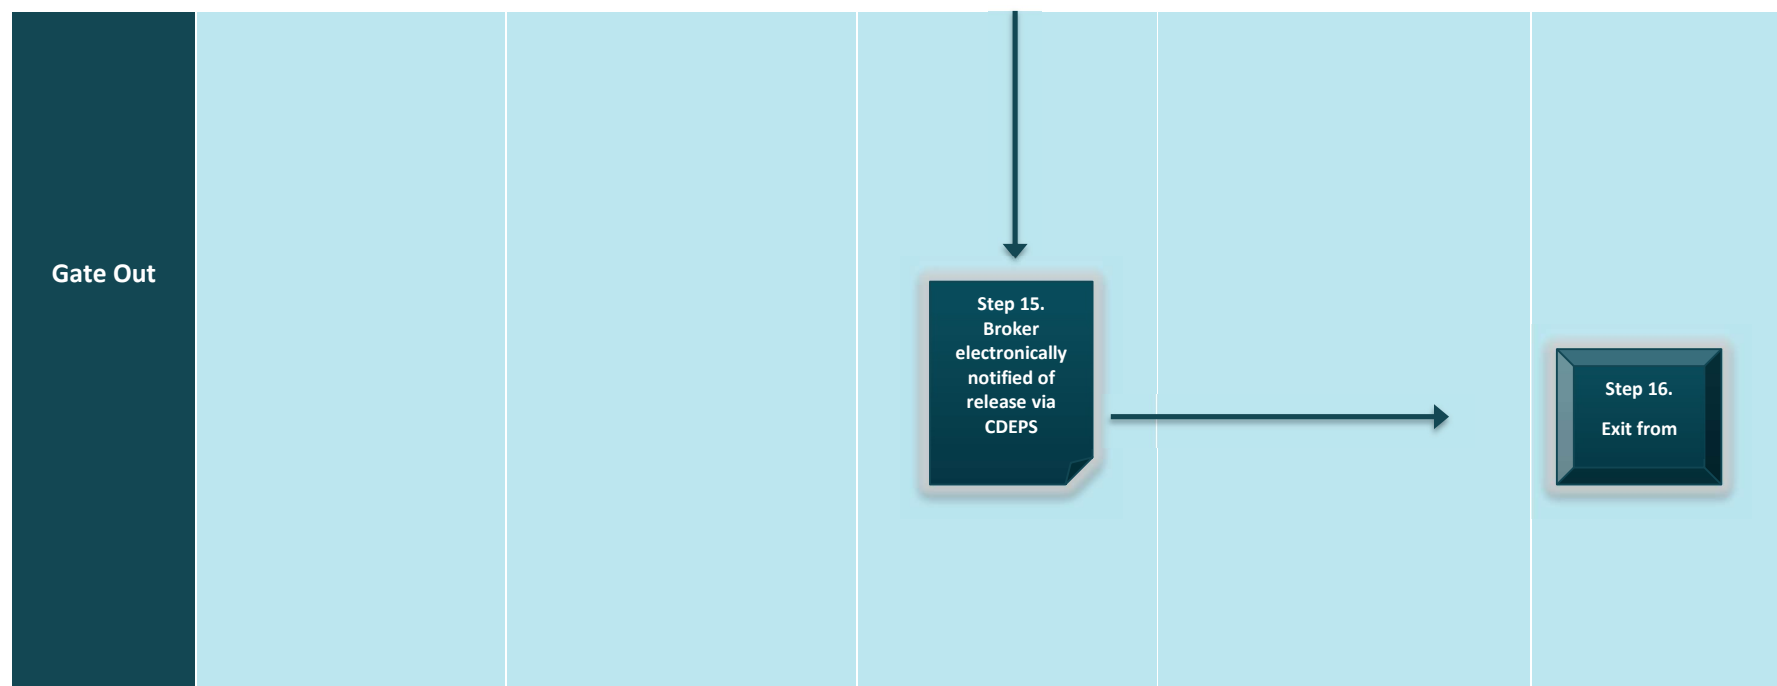 Gate Out
Step 15.
Broker
electronically
notified of
release via
CDEPS
Step 16.
Exit from